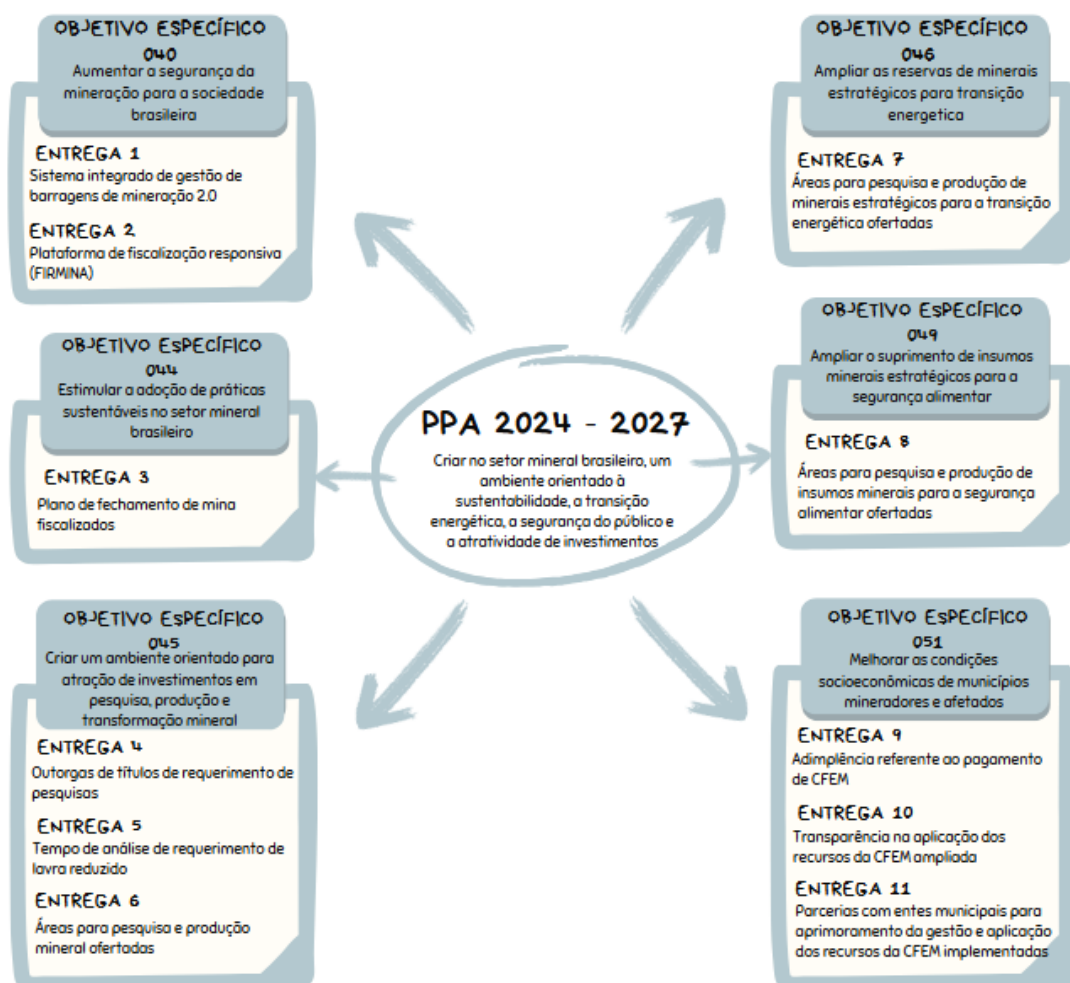 OBJETIVO ESPECÍFICO
040
Aumentar a segurança da
mineração para a sociedade
brasileira
ENTREGA 1
Sistema integrado de gestão de
barragens de mineração 2.0
ENTREGA 2
Plataforma de fiscalização responsiva
(FIRMINA)
OBJETIVO ESPECÍFICO
044
Estimular a adoção de práticas
sustentáveis no setor mineral
brasileiro
ENTREGA 3
Plano de fechamento de mina
fiscalizados
OBJETIVO ESPECÍFICO
045
Criar um ambiente orientado para
atração de investimentos em
pesquisa, produção e
transformação mineral
ENTREGA 4
Outorgas de títulos de requerimento de
pesquisas
ENTREGA 5
Tempo de análise de requerimento de
lavra reduzido
ENTREGA 6
Áreas para pesquisa e produção
mineral ofertadas
PPA 2024 - 2027
Criar no setor mineral brasileiro, um
ambiente orientado à
sustentabilidade, a transição
energética, a segurança do público e
a atratividade de investimentos
OBJETIVO ESPECÍFICO
046
Ampliar as reservas de minerais
estratégicos para transição
energetica
ENTREGA 7
Áreas para pesquisa e produção de
minerais estratégicos para a transição
energética ofertadas
OBJETIVO ESPECÍFICO
049
Ampliar o suprimento de insumos
minerais estratégicos para a
segurança alimentar
ENTREGA 8
Áreas para pesquisa e produção de
insumos minerais para a segurança
alimentar ofertadas
OBJETIVO ESPECÍFICO
051
Melhorar as condições
socioeconômicas de municípios
mineradores e afetados
ENTREGA 9
Adimplência referente ao pagamento
de CFEM
ENTREGA 10
Transparência na aplicação dos
recursos da CFEM ampliada
ENTREGA 11
Parcerias com entes municipais para
aprimoramento da gestão e aplicação
dos recursos da CFEM implementadas